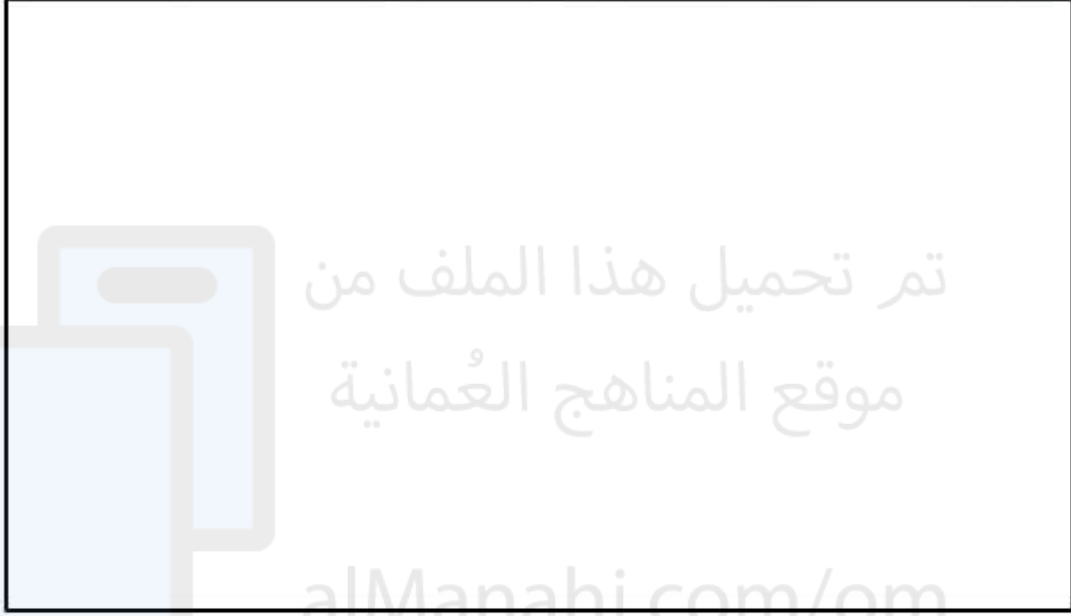 تم تحميل هذا الملف من
موقع المناهج العُمانية
alManahj.com/om